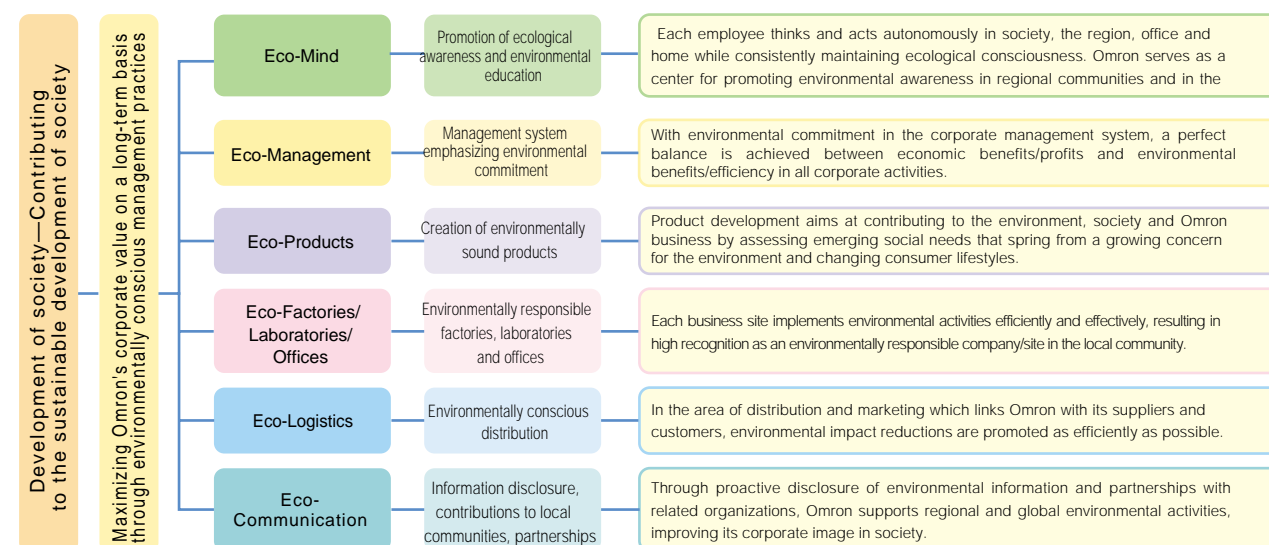 Development of society—Contributing
to the sustainable development of society
Maximizing Omron's corporate value on a long-term basis
through environmentally conscious management practices
Eco-Mind
Promotion of ecological
awareness and environmental
education
Each employee thinks and acts autonomously in society, the region, office and
home while consistently maintaining ecological consciousness. Omron serves as a
center for promoting environmental awareness in regional communities and in the
Eco-Management
Management system
emphasizing environmental
commitment
With environmental commitment in the corporate management system, a perfect
balance is achieved between economic benefits/profits and environmental
benefits/efficiency in all corporate activities.
Eco-Products
Creation of environmentally
sound products
Product development aims at contributing to the environment, society and Omron
business by assessing emerging social needs that spring from a growing concern
for the environment and changing consumer lifestyles.
Eco-Factories/
Laboratories/
Offices
Environmentally responsible
factories, laboratories
and offices
Each business site implements environmental activities efficiently and effectively, resulting in
high recognition as an environmentally responsible company/site in the local community.
Eco-Logistics
Environmentally conscious
distribution
In the area of distribution and marketing which links Omron with its suppliers and
customers, environmental impact reductions are promoted as efficiently as possible.
Eco-
Communication
Information disclosure,
contributions to local
communities, partnerships
Through proactive disclosure of environmental information and partnerships with
related organizations, Omron supports regional and global environmental activities,
improving its corporate image in society.